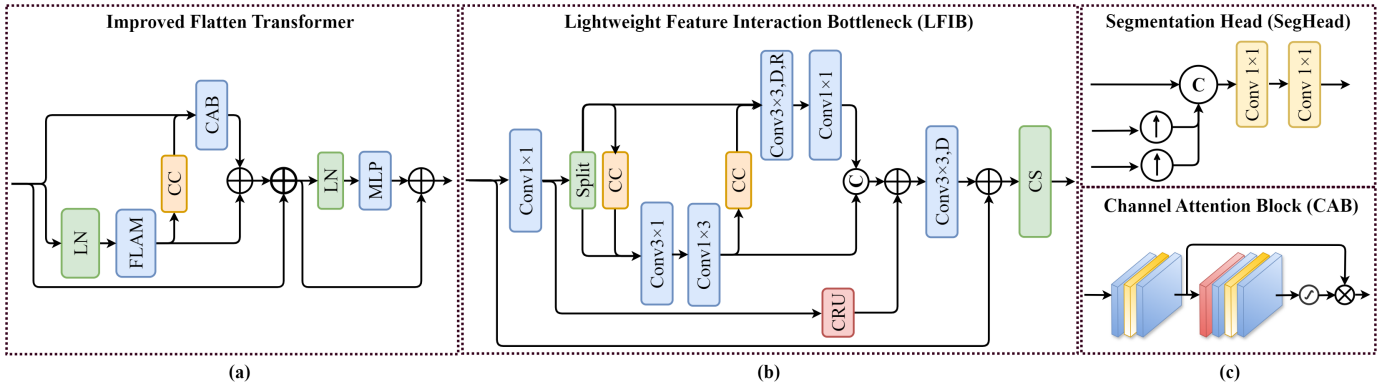 Improved Flatten Transformer
CAB
CC
LN
FLAM
LN
MLP
(a)
Lightweight Feature Interaction Bottleneck (LFIB)
Conv1×1
Split
CC
Conv3×1
Conv1×3
CC
Conv3×3,D,R
Conv1×1
C
CRU
Conv3×3,D
CS
(b)
Segmentation Head (SegHead)
C
Conv 1×1
Conv 1×1
Channel Attention Block (CAB)
(c)